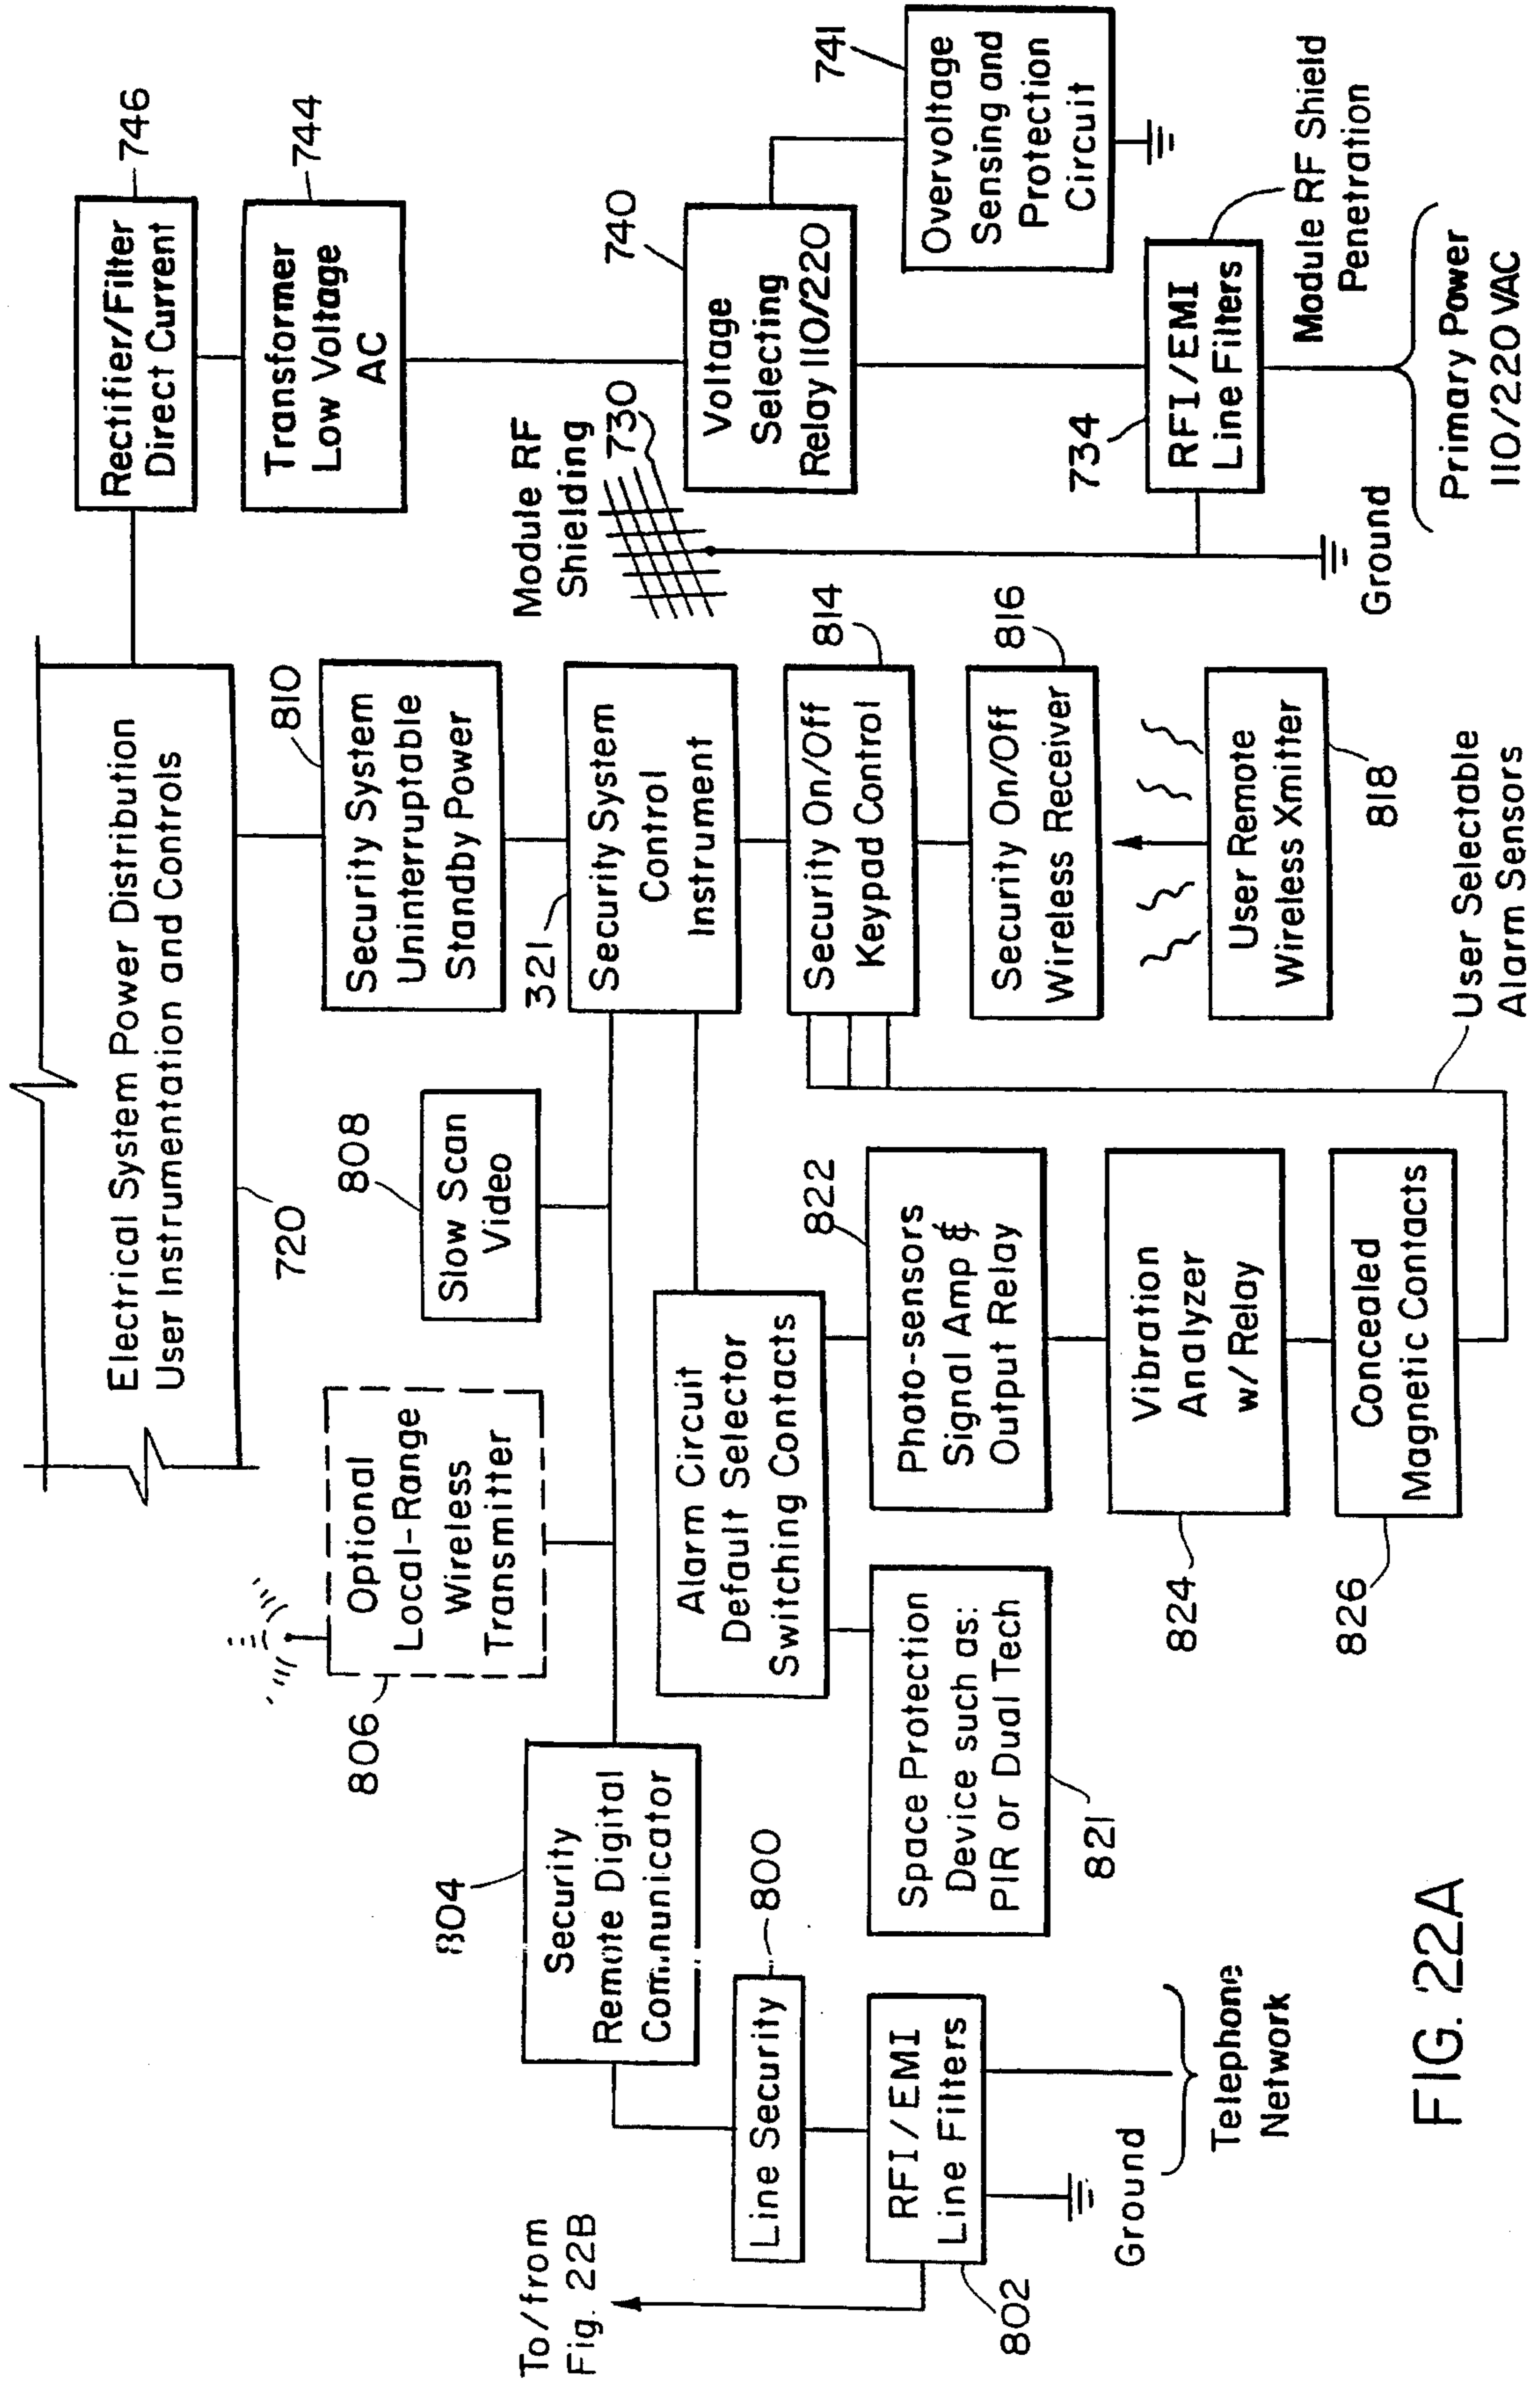 Electrical System Power Distribution
User Instrumentation and Controls
720
Rectifier/Filter
Direct Current
746
Transformer
Low Voltage
AC
744
Module RF
Shielding
730
Voltage
Selecting
Relay 110/220
740
Overvoltage
Sensing and
Protection
Circuit
741
RFI/EMI
Line Filters
734
Module RF Shield
Penetration
Ground
Primary Power
110/220 VAC
Security System
Uninterruptable
Standby Power
810
Security System
Control
Instrument
321
Security On/Off
Keypad Control
814
Security On/Off
Wireless Receiver
816
User Remote
Wireless Xmitter
818
User Selectable
Alarm Sensors
Slow Scan
Video
808
Optional
Local-Range
Wireless
Transmitter
806
Alarm Circuit
Default Selector
Switching Contacts
Photo-sensors
Signal Amp &
Output Relay
822
Vibration
Analyzer
w/Relay
824
Concealed
Magnetic Contacts
826
Space Protection
Device such as:
PIR or Dual Tech
821
Security
Remote Digital
Communicator
804
Line Security
800
RFI/EMI
Line Filters
802
To/from
Fig. 22B
Ground
Telephone
Network
FIG. 22A